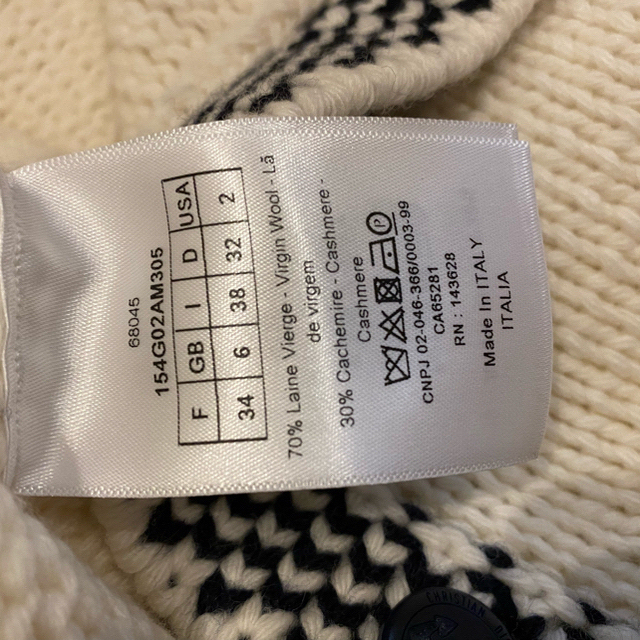 68045
154G02AM305
F GB I D USA
34 6 38 32 2
70% Laine Vierge - Virgin Wool - Lã
de virgem
30% Cachemire - Cashmere -
Cashmere
CNPJ 02-046-366/0003-99
CA65281
RN : 143628
Made In ITALY
ITALIA
CHRISTIAN